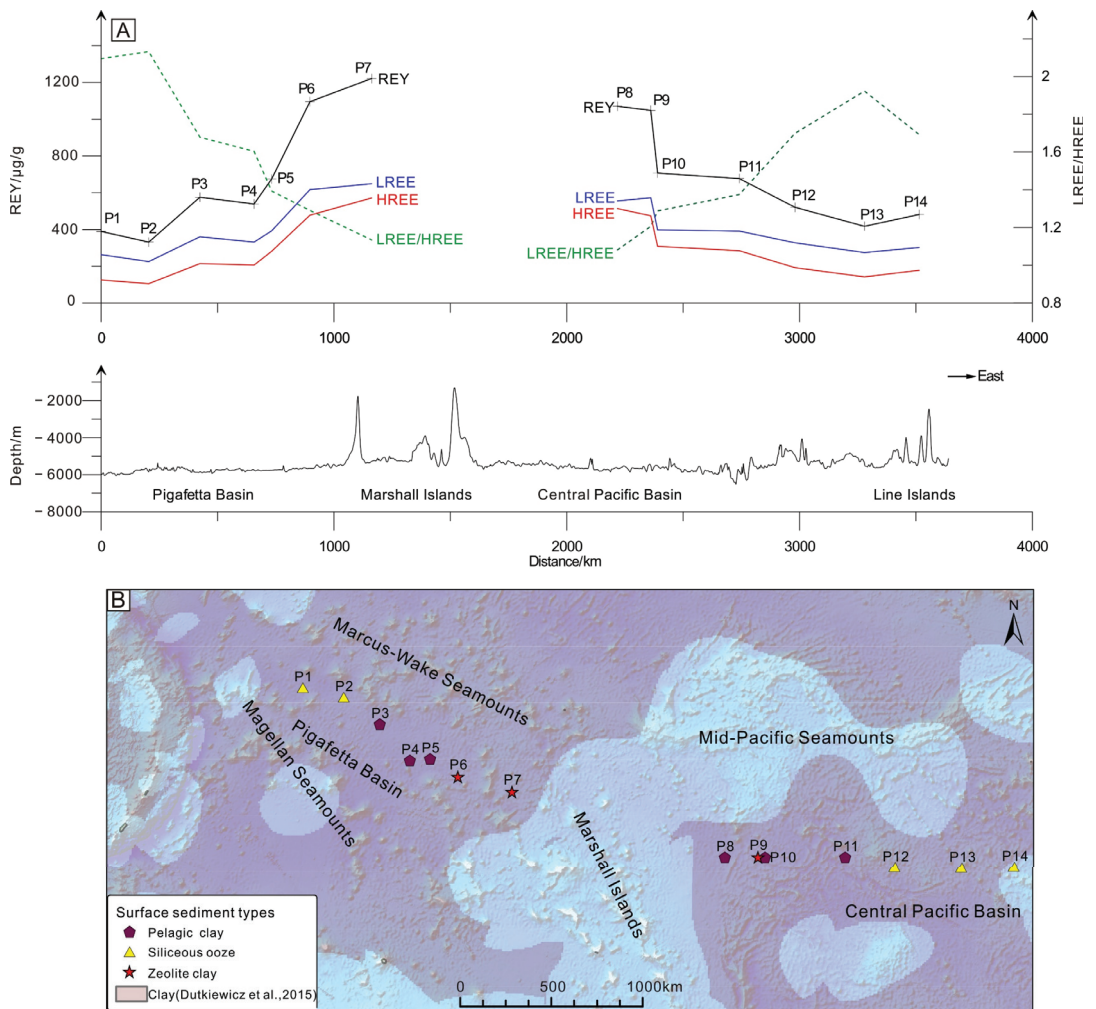 A
P1
P2
P3
P4
P5
P6
P7
REY
LREE
HREE
LREE/HREE
REY
P8
P9
P10
P11
P12
P13
P14
LREE
HREE
LREE/HREE
REY/µg/g
1200
800
400
0
LREE/HREE
2
1.6
1.2
0.8
0
1000
2000
3000
4000
East
Depth/m
− 2000
− 4000
− 6000
− 8000
Pigafetta Basin
Marshall Islands
Central Pacific Basin
Line Islands
0
1000
2000
3000
4000
Distance/km
B
N
Marcus-Wake Seamounts
P1
P2
P3
P4
P5
P6
P7
Pigafetta Basin
Magellan Seamounts
Mid-Pacific Seamounts
Marshall Islands
P8
P9
P10
P11
P12
P13
P14
Central Pacific Basin
Surface sediment types
Pelagic clay
Siliceous ooze
Zeolite clay
Clay(Dutkiewicz et al.,2015)
0
500
1000km